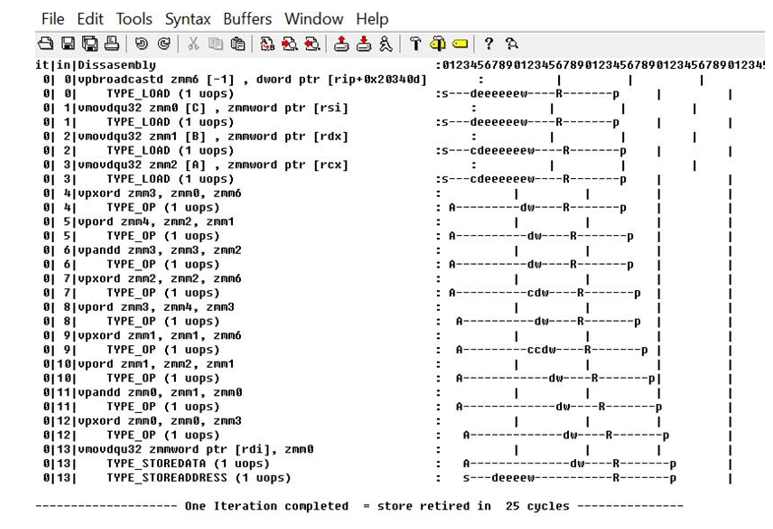 File Edit Tools Syntax Buffers Window Help
it|in|Dissasembly :012345678901234567890123456789012345678901234 5
0| 0|vpbroadcastd zmm6 [-1] , dword ptr [rip+0x20340d] : | | |
0| 0| TYPE_LOAD (1 uops) :s---deeeeeew----R-------p | |
0| 1|vmovdqu32 zmm0 [C] , zmmword ptr [rsi] : | | |
0| 1| TYPE_LOAD (1 uops) :s---deeeeeew----R-------p | |
0| 2|vmovdqu32 zmm1 [B] , zmmword ptr [rdx] : | | |
0| 2| TYPE_LOAD (1 uops) :s---cdeeeeeew----R-------p | |
0| 3|vmovdqu32 zmm2 [A] , zmmword ptr [rcx] : | | |
0| 3| TYPE_LOAD (1 uops) :s---cdeeeeeew----R-------p | |
0| 4|vpxord zmm3, zmm0, zmm6 : | | |
0| 4| TYPE_OP (1 uops) : A---------dw----R-------p | |
0| 5|vpord zmm4, zmm2, zmm1 : | | |
0| 5| TYPE_OP (1 uops) : A----------dw----R-------p | |
0| 6|vpandd zmm3, zmm3, zmm2 : | | |
0| 6| TYPE_OP (1 uops) : A----------dw----R-------p | |
0| 7|vpxord zmm2, zmm2, zmm6 : | | |
0| 7| TYPE_OP (1 uops) : A----------cdw----R-------p | |
0| 8|vpord zmm3, zmm4, zmm3 : | | |
0| 8| TYPE_OP (1 uops) : A----------dw----R-------p | |
0| 9|vpxord zmm1, zmm1, zmm6 : | | |
0| 9| TYPE_OP (1 uops) : A---------ccdw----R-------p | |
0|10|vpord zmm1, zmm2, zmm1 : | | |
0|10| TYPE_OP (1 uops) : A-------------dw----R-------p| |
0|11|vpandd zmm0, zmm1, zmm0 : | | |
0|11| TYPE_OP (1 uops) : A-------------dw----R-------p |
0|12|vpxord zmm0, zmm0, zmm3 : | | |
0|12| TYPE_OP (1 uops) : A-------------dw----R-------p |
0|13|vmovdqu32 zmmword ptr [rdi], zmm0 : | | |
0|13| TYPE_STOREDATA (1 uops) : A--------------dw----R-------p |
0|13| TYPE_STOREADDRESS (1 uops) : s---deeeew-----------R-------p |
-------------------- One Iteration completed = store retired in 25 cycles ---------------